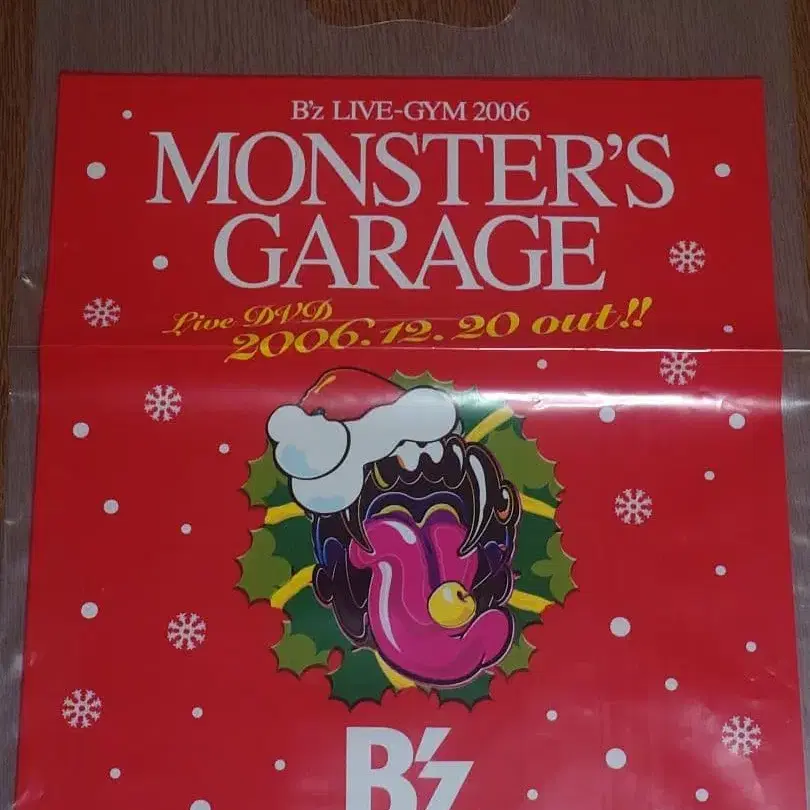 B'z LIVE-GYM 2006
MONSTER'S
GARAGE
Live DVD
2006.12.20 out!!
B'z